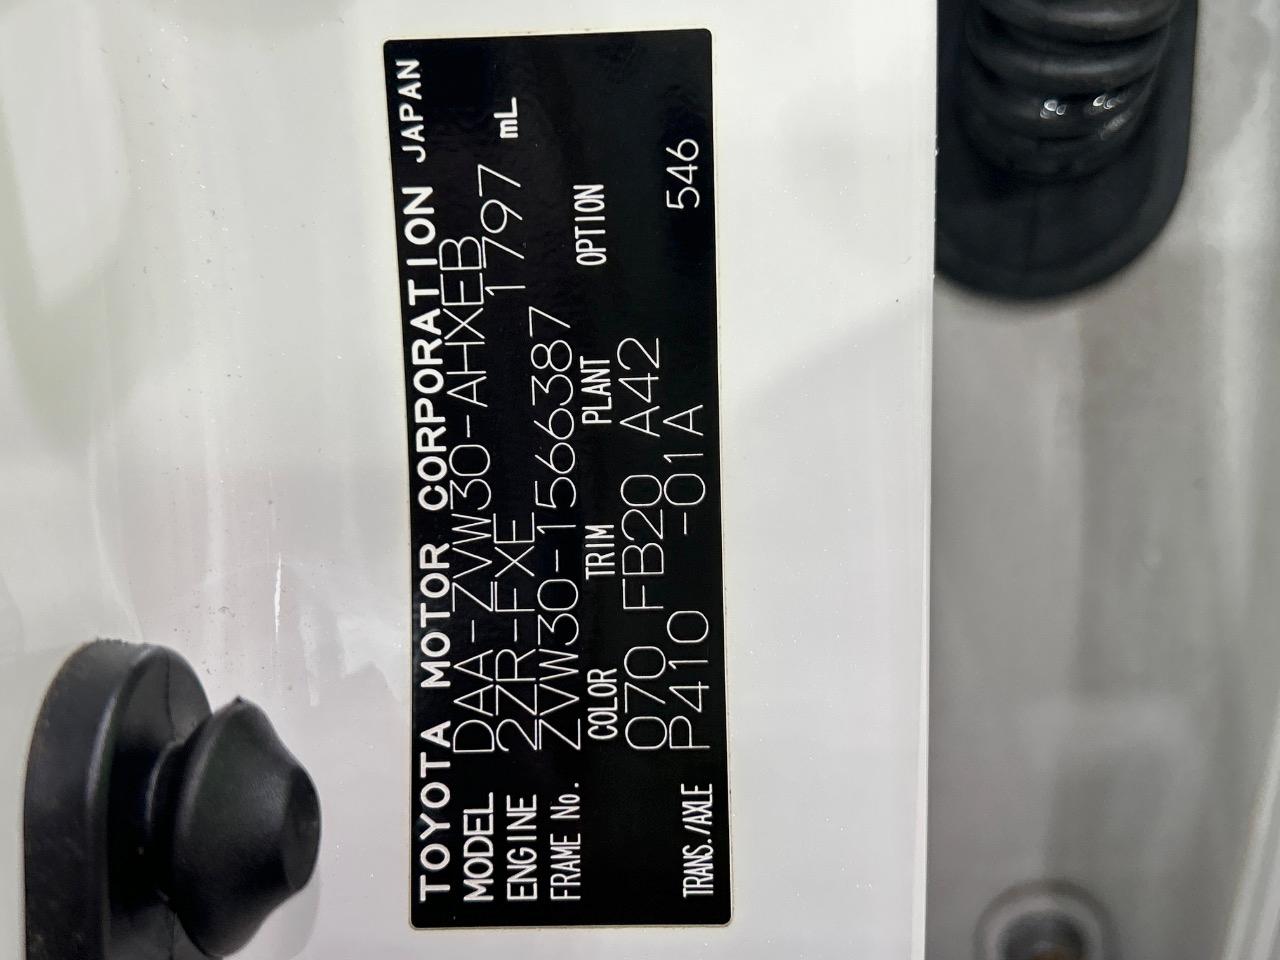 TOYOTA MOTOR CORPORATION JAPAN
MODEL DAA-ZVW30-AHXEB
ENGINE 2ZR-FXE 1797 mL
FRAME No. ZVW30-1566387
COLOR TRIM PLANT OPTION
070 FB20 A42
TRANS./AXLE P410 -01A 546